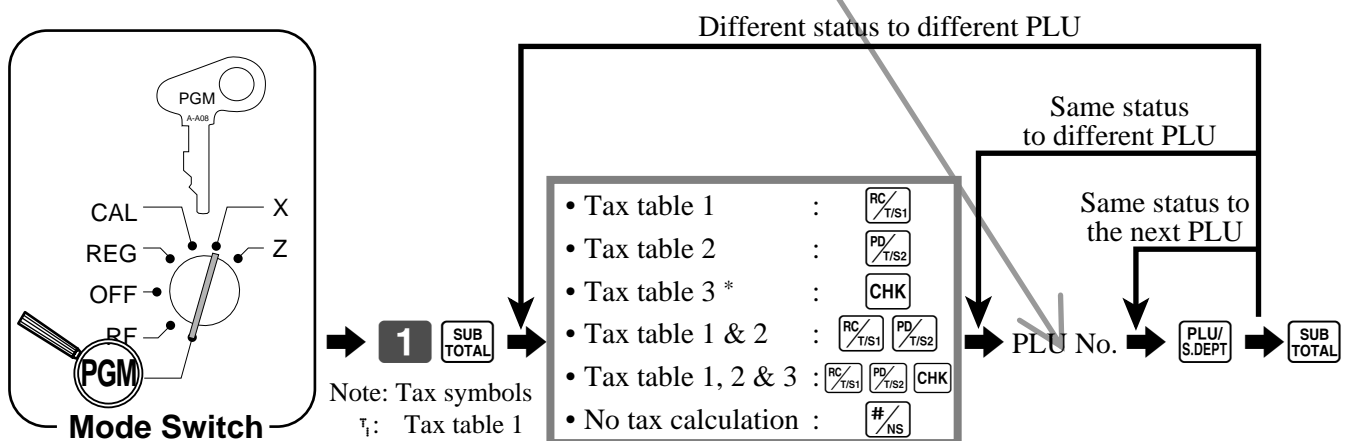 Different status to different PLU
Same status
to different PLU
Same status to
the next PLU
PGM
A-A08
CAL
X
REG
Z
OFF
RF
PGM
Mode Switch
1 SUB TOTAL
Note: Tax symbols
T1: Tax table 1
• Tax table 1 : RC/T/S1
• Tax table 2 : PD/T/S2
• Tax table 3 * : CHK
• Tax table 1 & 2 : RC/T/S1 PD/T/S2
• Tax table 1, 2 & 3 : RC/T/S1 PD/T/S2 CHK
• No tax calculation : #/NS
PLU No. PLU/S.DEPT SUB TOTAL